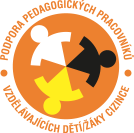 PODPORA PEDAGOGICKÝCH PRACOVNÍKŮ
VZDĚLÁVAJÍCÍCH DĚTI/ŽÁKY CIZINCE